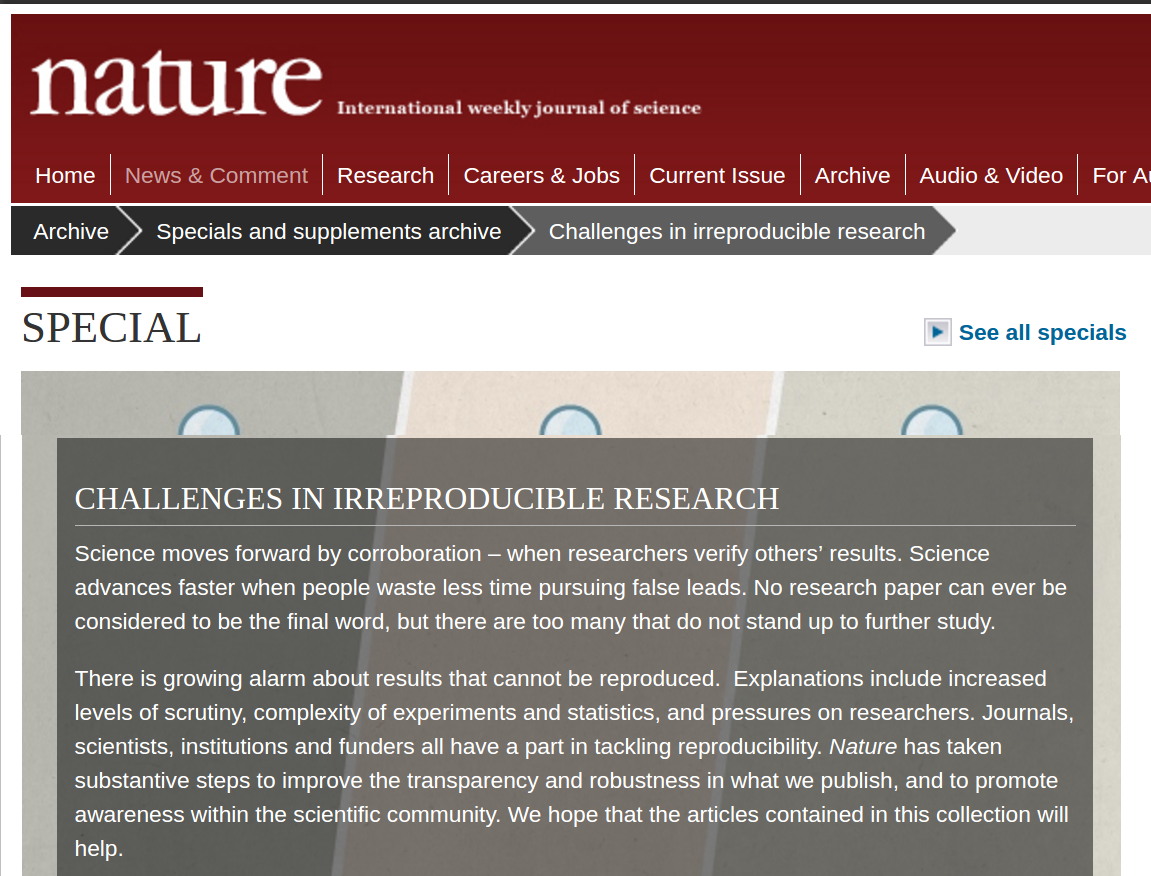 nature International weekly journal of science
Home News & Comment Research Careers & Jobs Current Issue Archive Audio & Video For Au
Archive Specials and supplements archive Challenges in irreproducible research
SPECIAL
See all specials
CHALLENGES IN IRREPRODUCIBLE RESEARCH
Science moves forward by corroboration – when researchers verify others’ results. Science
advances faster when people waste less time pursuing false leads. No research paper can ever be
considered to be the final word, but there are too many that do not stand up to further study.
There is growing alarm about results that cannot be reproduced.  Explanations include increased
levels of scrutiny, complexity of experiments and statistics, and pressures on researchers. Journals,
scientists, institutions and funders all have a part in tackling reproducibility. Nature has taken
substantive steps to improve the transparency and robustness in what we publish, and to promote
awareness within the scientific community. We hope that the articles contained in this collection will
help.